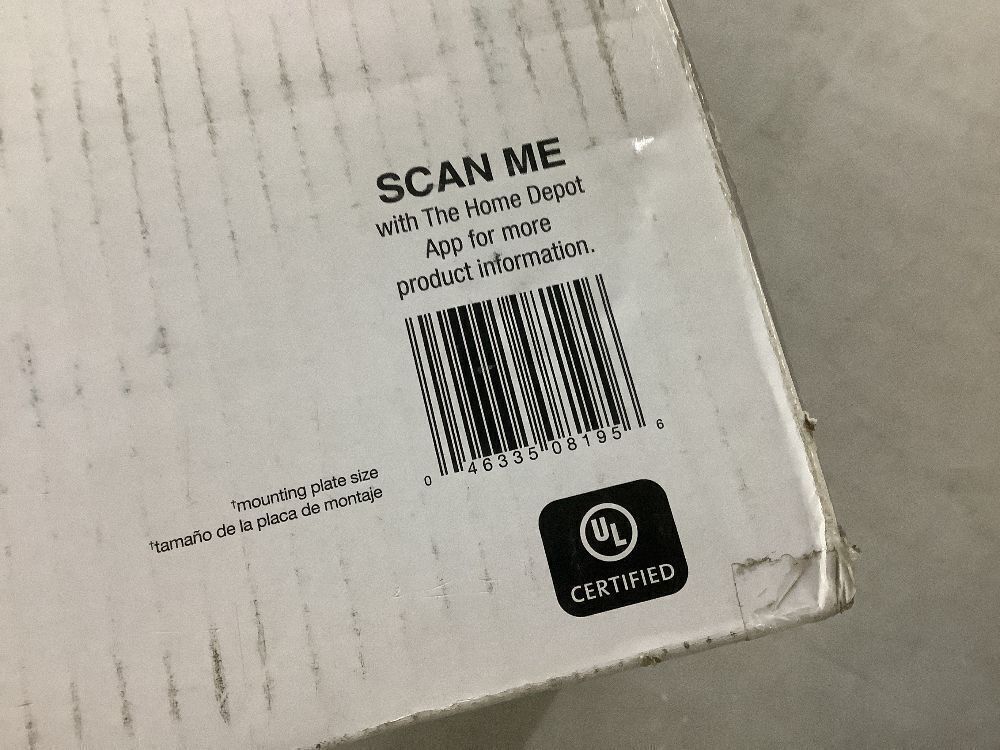 SCAN ME
with The Home Depot
App for more
product information.
0 46335 08195 6
†mounting plate size
†tamaño de la placa de montaje
UL
CERTIFIED